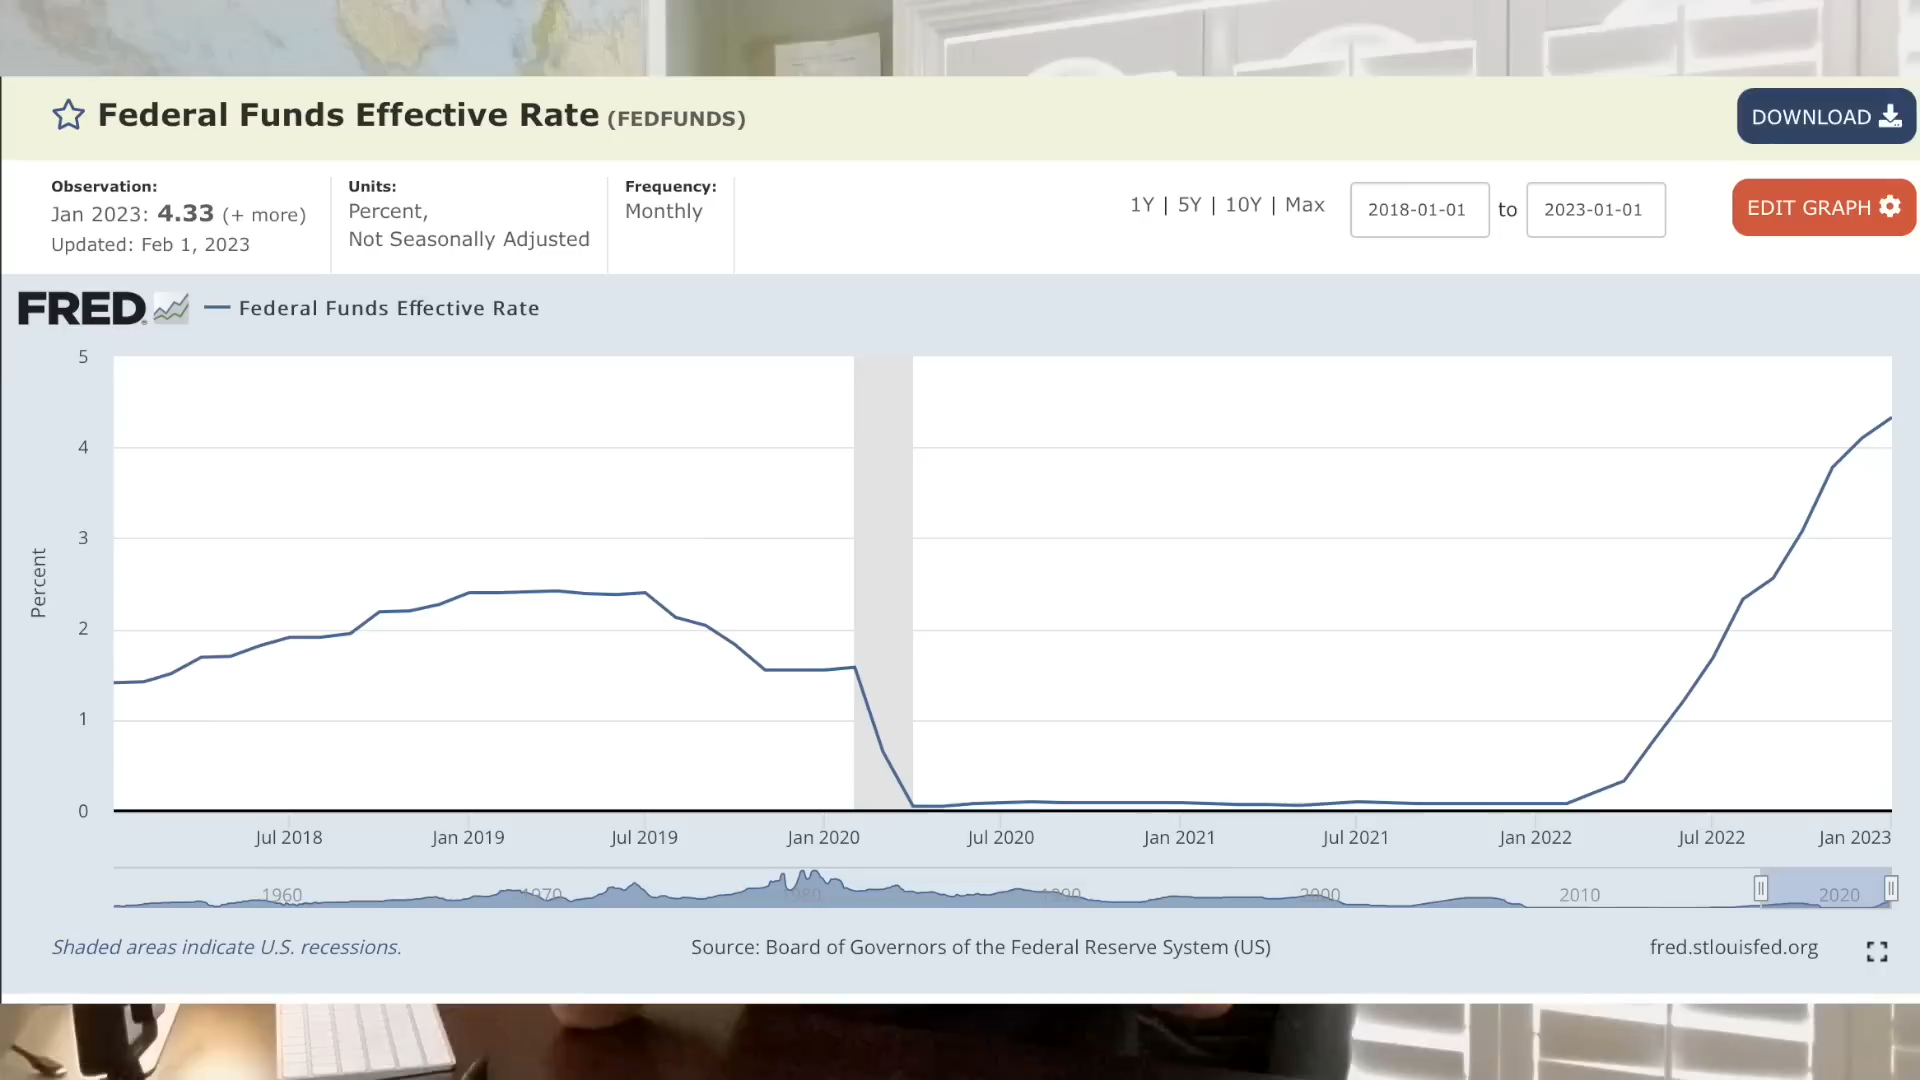 Federal Funds Effective Rate (FEDFUNDS)
DOWNLOAD
Observation:
Jan 2023: 4.33 (+ more)
Updated: Feb 1, 2023
Units:
Percent,
Not Seasonally Adjusted
Frequency:
Monthly
1Y | 5Y | 10Y | Max
2018-01-01 to 2023-01-01
EDIT GRAPH
FRED
Federal Funds Effective Rate
Percent
5
4
3
2
1
0
Jul 2018 Jan 2019 Jul 2019 Jan 2020 Jul 2020 Jan 2021 Jul 2021 Jan 2022 Jul 2022 Jan 2023
1960 1970 1980 1990 2000 2010 2020
Shaded areas indicate U.S. recessions.
Source: Board of Governors of the Federal Reserve System (US)
fred.stlouisfed.org